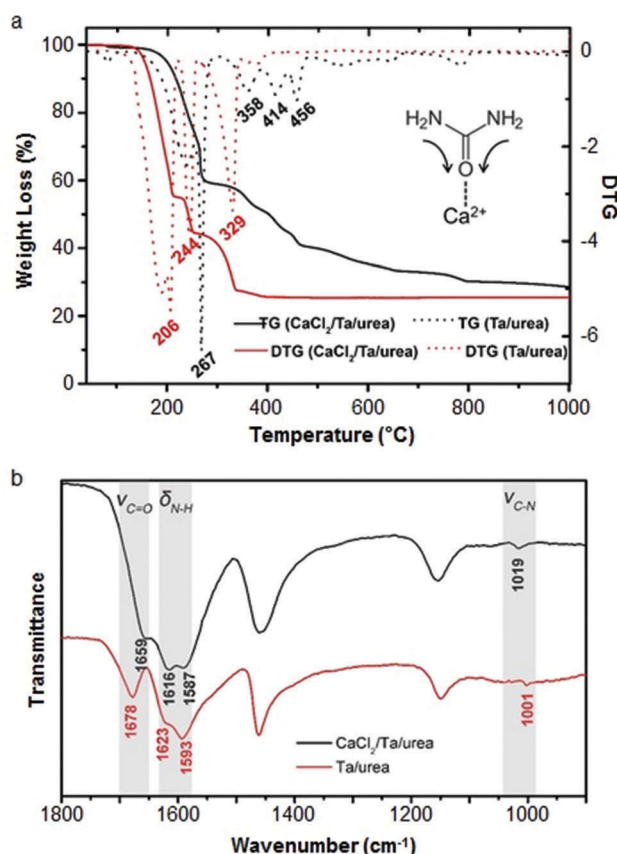 a
100
80
60
40
20
0
Weight Loss (%)
0
-2
-4
-6
DTG
358
414
456
244
329
206
267
H₂N NH₂
O
Ca²⁺
TG (CaCl₂/Ta/urea) TG (Ta/urea)
DTG (CaCl₂/Ta/urea) DTG (Ta/urea)
200 400 600 800 1000
Temperature (°C)
b
ν_C=O δ_N-H ν_C-N
1659
1616
1587
1019
1678
1623
1593
1001
Transmittance
CaCl₂/Ta/urea
Ta/urea
1800 1600 1400 1200 1000
Wavenumber (cm⁻¹)